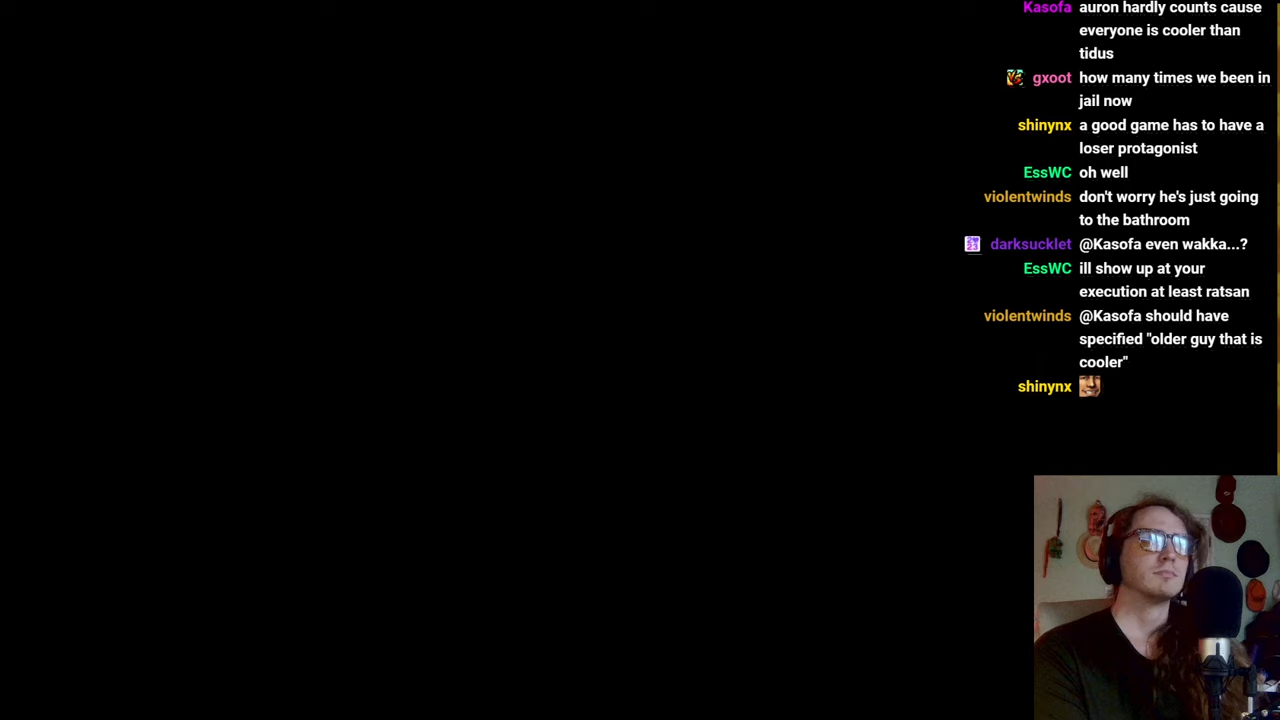 Kasofa auron hardly counts cause
everyone is cooler than
tidus
gxoot how many times we been in
jail now
shinynx a good game has to have a
loser protagonist
EssWC oh well
violentwinds don't worry he's just going
to the bathroom
darksucklet @Kasofa even wakka...?
EssWC ill show up at your
execution at least ratsan
violentwinds @Kasofa should have
specified "older guy that is
cooler"
shinynx